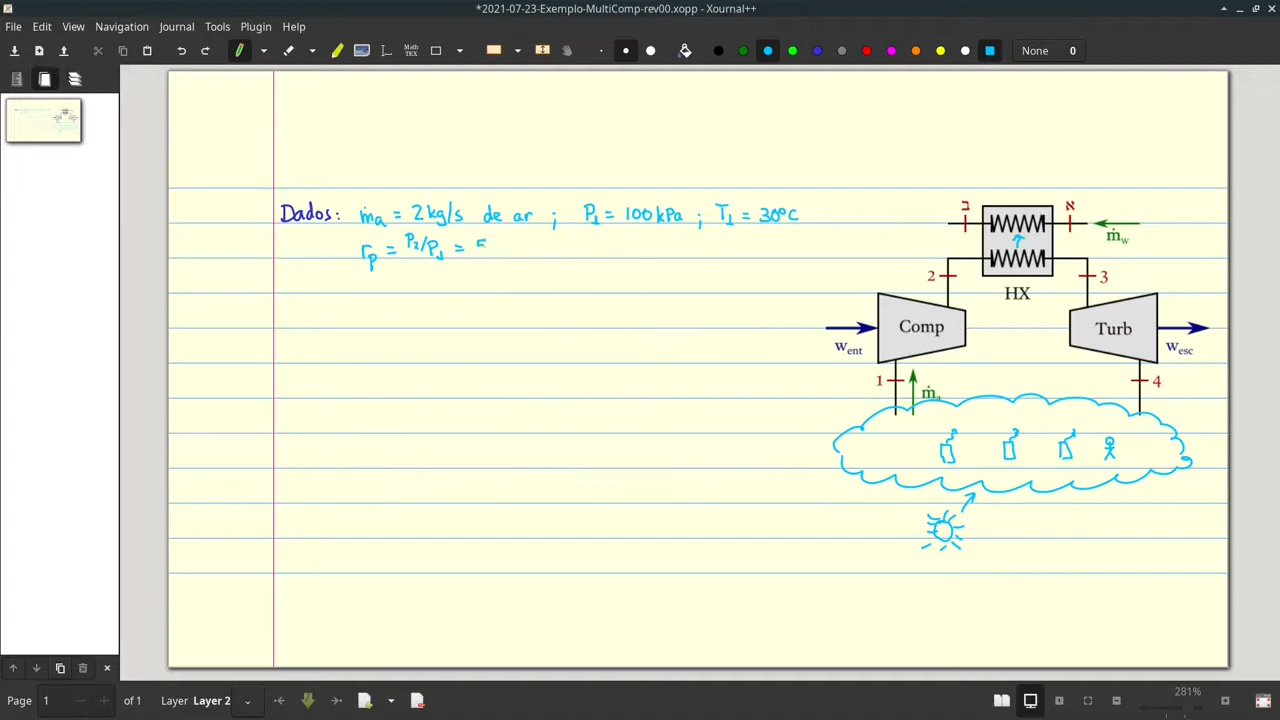 *2021-07-23-Exemplo-MultiComp-rev00.xopp - Xournal++
File Edit View Navigation Journal Tools Plugin Help
Math TEX None 0
Dados: ṁa = 2 kg/s de ar ; P1 = 100 kPa ; T1 = 30°C
rp = P2/P1 =
ב א
ṁw
2 3
HX
Comp Turb
went wesc
1 ṁ 4
Page 1 of 1 Layer Layer 2 281%